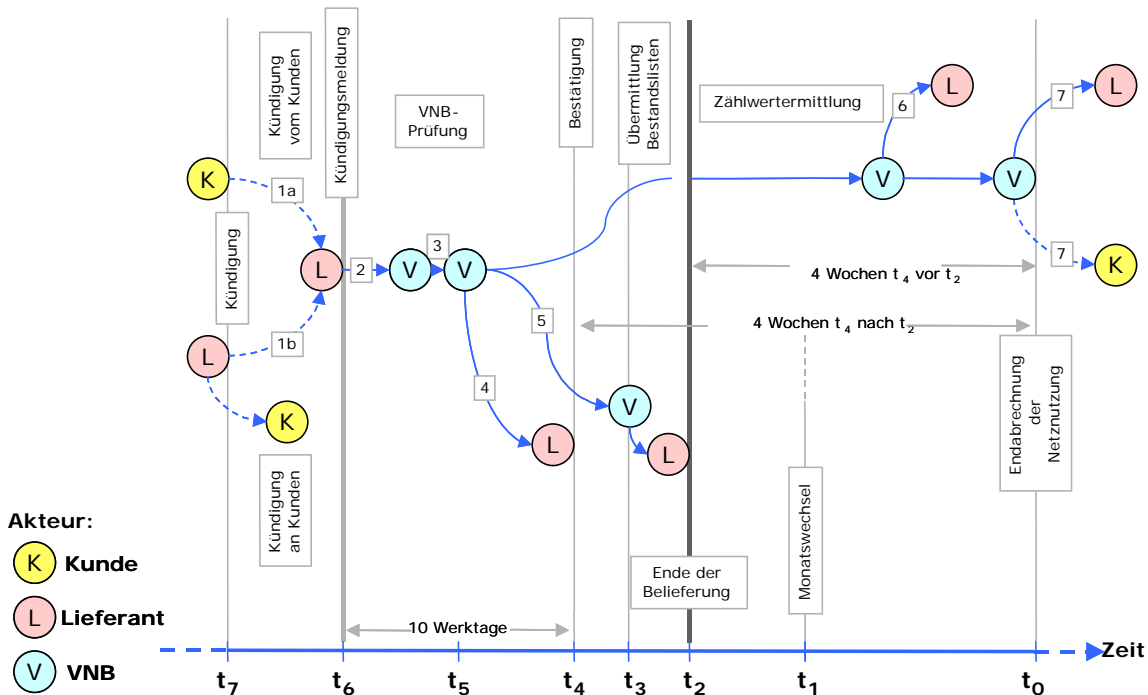 Kündigung
vom Kunden
Kündigungsmeldung
VNB-
Prüfung
Bestätigung
Übermittlung
Bestandslisten
Zählwertermittlung
6
L
7
L
K
1a
V
V
Kündigung
L
2
V
3
V
7
K
4 Wochen t4 vor t2
5
4 Wochen t4 nach t2
L
1b
4
K
V
L
L
Endabrechnung
der
Netznutzung
Kündigung
an Kunden
Monatswechsel
Ende der
Belieferung
Akteur:
K Kunde
L Lieferant
V VNB
10 Werktage
Zeit
t7 t6 t5 t4 t3 t2 t1 t0